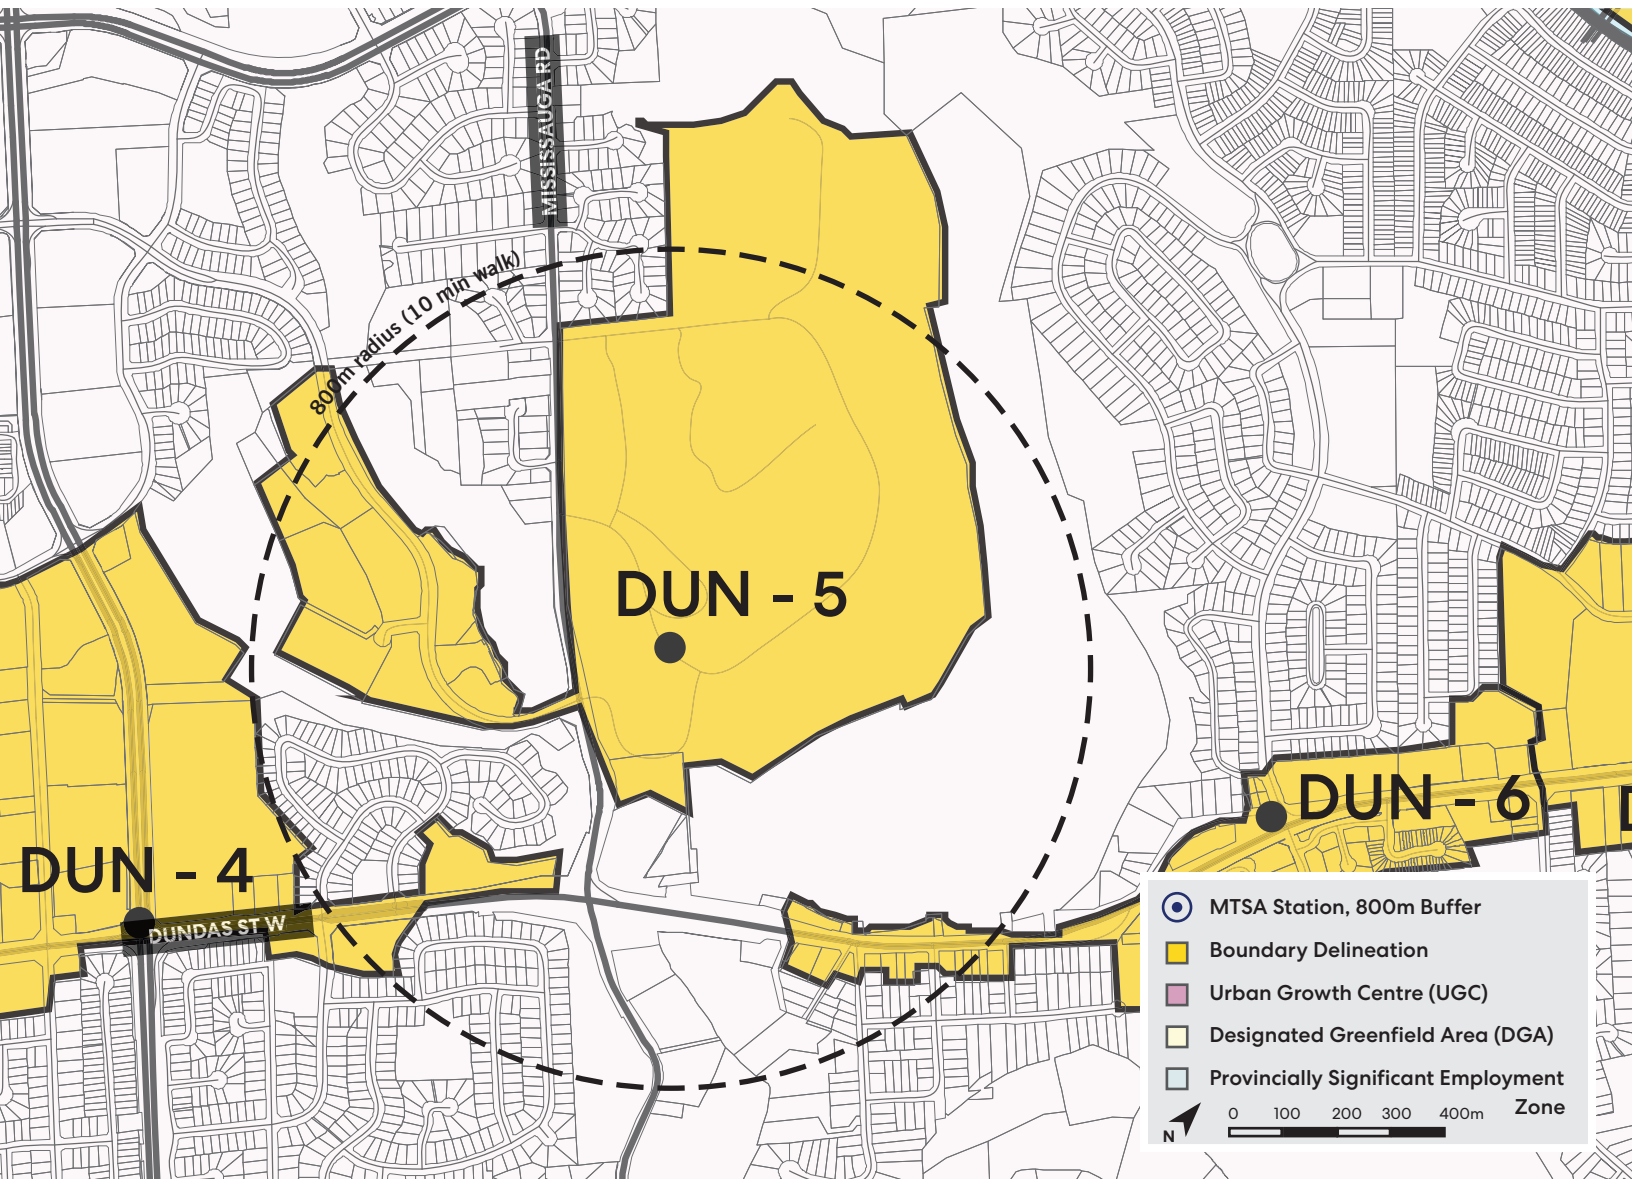 MISSISSAUGA RD
800m radius (10 min walk)
DUN - 5
DUN - 6
D
DUN - 4
DUNDAS ST W
MTSA Station, 800m Buffer
Boundary Delineation
Urban Growth Centre (UGC)
Designated Greenfield Area (DGA)
Provincially Significant Employment
Zone
N
0 100 200 300 400m